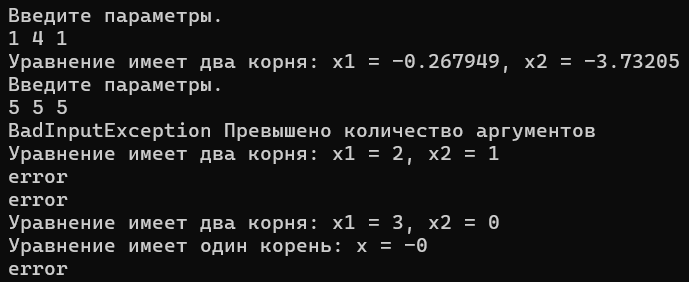 Введите параметры.
1 4 1
Уравнение имеет два корня: x1 = -0.267949, x2 = -3.73205
Введите параметры.
5 5 5
BadInputException Превышено количество аргументов
Уравнение имеет два корня: x1 = 2, x2 = 1
error
error
Уравнение имеет два корня: x1 = 3, x2 = 0
Уравнение имеет один корень: x = -0
error